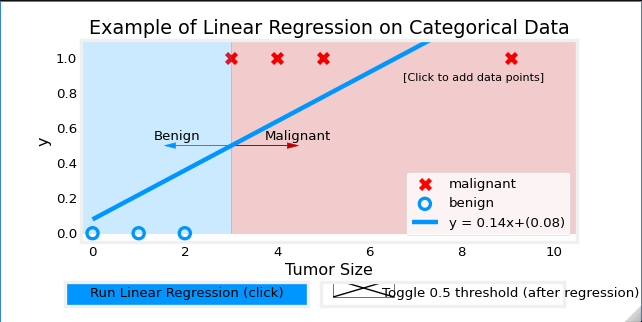 Example of Linear Regression on Categorical Data
1.0
[Click to add data points]
0.8
0.6
Benign
Malignant
y
0.4
0.2
malignant
benign
y = 0.14x+(0.08)
0.0
0 2 4 6 8 10
Tumor Size
Run Linear Regression (click)
Toggle 0.5 threshold (after regression)